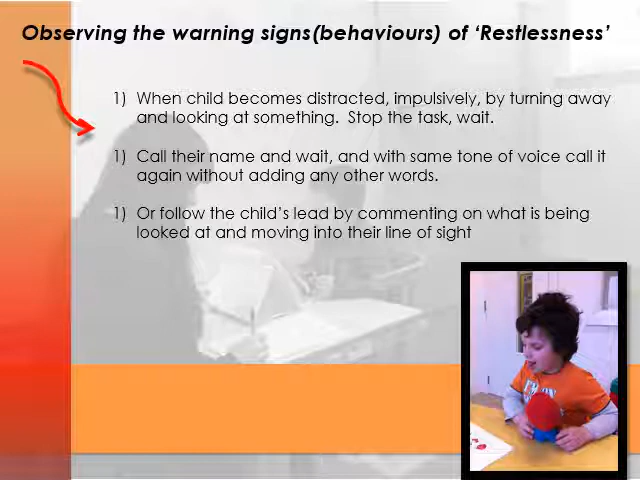 Observing the warning signs(behaviours) of ‘Restlessness’
1) When child becomes distracted, impulsively, by turning away
and looking at something.  Stop the task, wait.
1) Call their name and wait, and with same tone of voice call it
again without adding any other words.
1) Or follow the child’s lead by commenting on what is being
looked at and moving into their line of sight